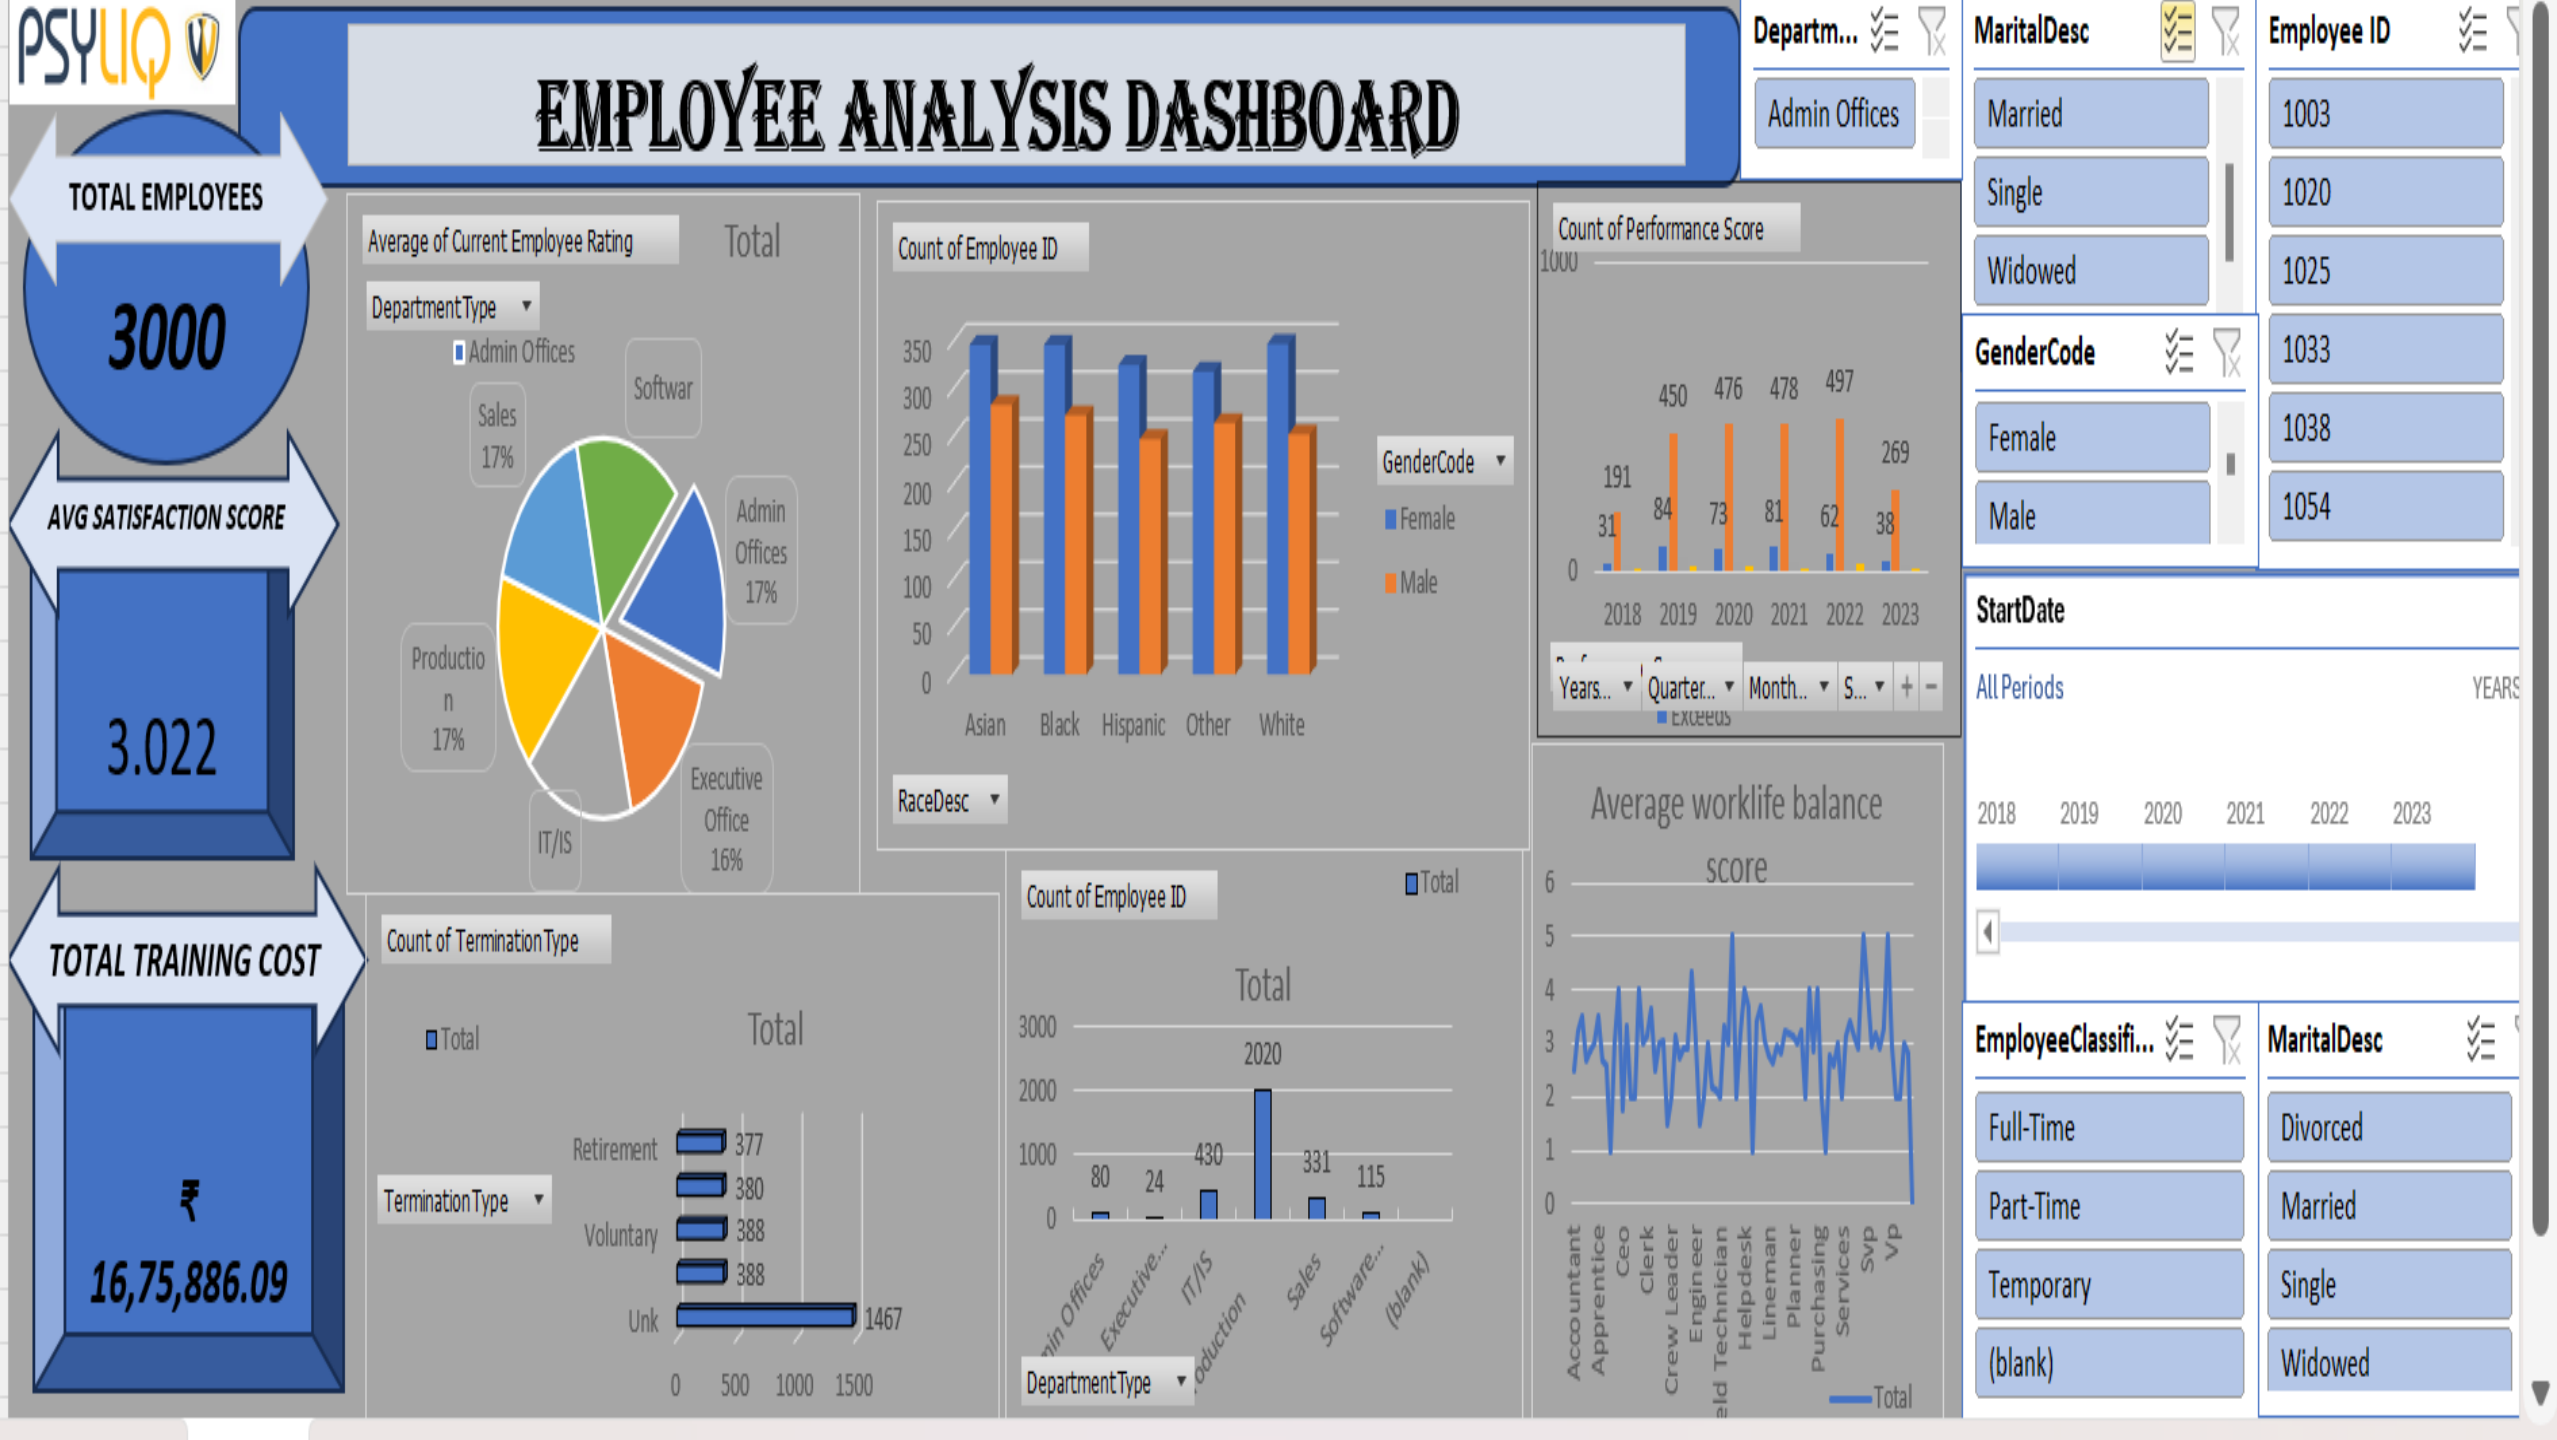 PSYLIQ
EMPLOYEE ANALYSIS DASHBOARD
TOTAL EMPLOYEES
3000
AVG SATISFACTION SCORE
3.022
TOTAL TRAINING COST
₹
16,75,886.09
Average of Current Employee Rating
Total
DepartmentType
Admin Offices
Softwar
Sales
17%
Admin
Offices
17%
Productio
n
17%
Executive
Office
16%
IT/IS
Count of Employee ID
350
300
250
200
150
100
50
0
Asian Black Hispanic Other White
GenderCode
Female
Male
RaceDesc
Count of Performance Score
1000
191 450 476 478 497 269
31 84 73 81 62 38
0
2018 2019 2020 2021 2022 2023
Years... Quarter... Month... S... + -
Exceeds
Count of TerminationType
Total
Total
TerminationType
Retirement 377
380
Voluntary 388
388
Unk 1467
0 500 1000 1500
Count of Employee ID
Total
Total
3000
2000
1000
0
80 24 430 2020 331 115
min Offices
Executive...
IT/IS
oduction
Sales
Software...
(blank)
DepartmentType
Average worklife balance
score
6
5
4
3
2
1
0
Accountant
Apprentice
Ceo
Clerk
Crew Leader
Engineer
eld Technician
Helpdesk
Lineman
Planner
Purchasing
Services
Svp
Vp
Total
Departm...
Admin Offices
MaritalDesc
Married
Single
Widowed
Employee ID
1003
1020
1025
1033
1038
1054
GenderCode
Female
Male
StartDate
All Periods YEARS
2018 2019 2020 2021 2022 2023
EmployeeClassifi...
Full-Time
Part-Time
Temporary
(blank)
MaritalDesc
Divorced
Married
Single
Widowed